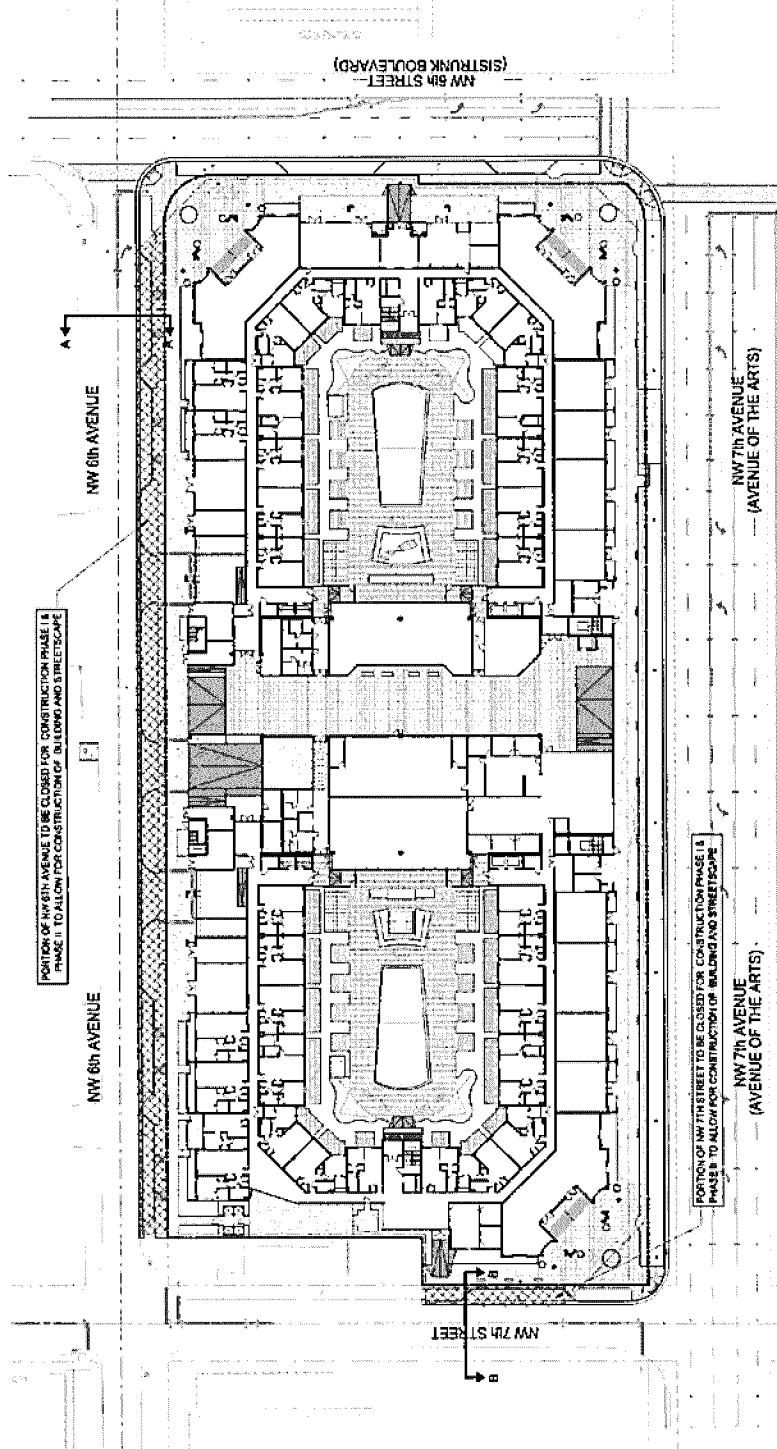 NW 6th STREET
(SISTRUNK BOULEVARD)
A
A
NW 6th AVENUE
NW 7th AVENUE
(AVENUE OF THE ARTS)
PORTION OF NW 6TH AVENUE TO BE CLOSED FOR CONSTRUCTION PHASE I &
PHASE II TO ALLOW FOR CONSTRUCTION OF BUILDING AND STREETSCAPE
NW 6th AVENUE
PORTION OF NW 7TH STREET TO BE CLOSED FOR CONSTRUCTION PHASE I &
PHASE II TO ALLOW FOR CONSTRUCTION OF BUILDING AND STREETSCAPE
NW 7th AVENUE
(AVENUE OF THE ARTS)
B
NW 7th STREET
B